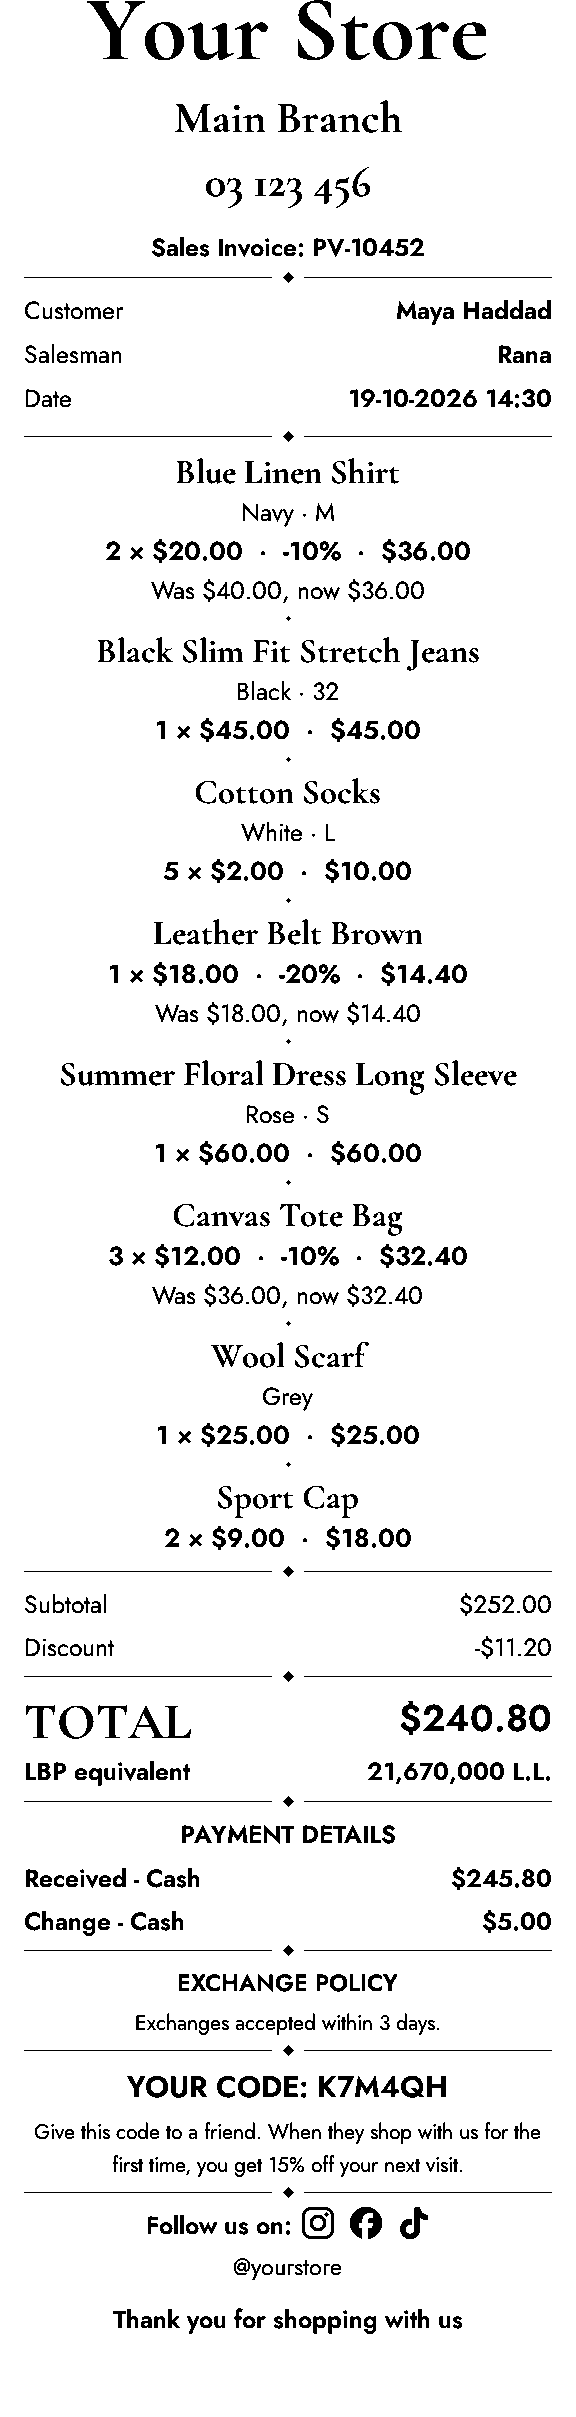 Your Store
Main Branch
03 123 456
Sales Invoice: PV-10452
Customer Maya Haddad
Salesman Rana
Date 19-10-2026 14:30
Blue Linen Shirt
Navy · M
2 × $20.00 · -10% · $36.00
Was $40.00, now $36.00
Black Slim Fit Stretch Jeans
Black · 32
1 × $45.00 · $45.00
Cotton Socks
White · L
5 × $2.00 · $10.00
Leather Belt Brown
1 × $18.00 · -20% · $14.40
Was $18.00, now $14.40
Summer Floral Dress Long Sleeve
Rose · S
1 × $60.00 · $60.00
Canvas Tote Bag
3 × $12.00 · -10% · $32.40
Was $36.00, now $32.40
Wool Scarf
Grey
1 × $25.00 · $25.00
Sport Cap
2 × $9.00 · $18.00
Subtotal $252.00
Discount -$11.20
TOTAL $240.80
LBP equivalent 21,670,000 L.L.
PAYMENT DETAILS
Received - Cash $245.80
Change - Cash $5.00
EXCHANGE POLICY
Exchanges accepted within 3 days.
YOUR CODE: K7M4QH
Give this code to a friend. When they shop with us for the
first time, you get 15% off your next visit.
Follow us on:
@yourstore
Thank you for shopping with us